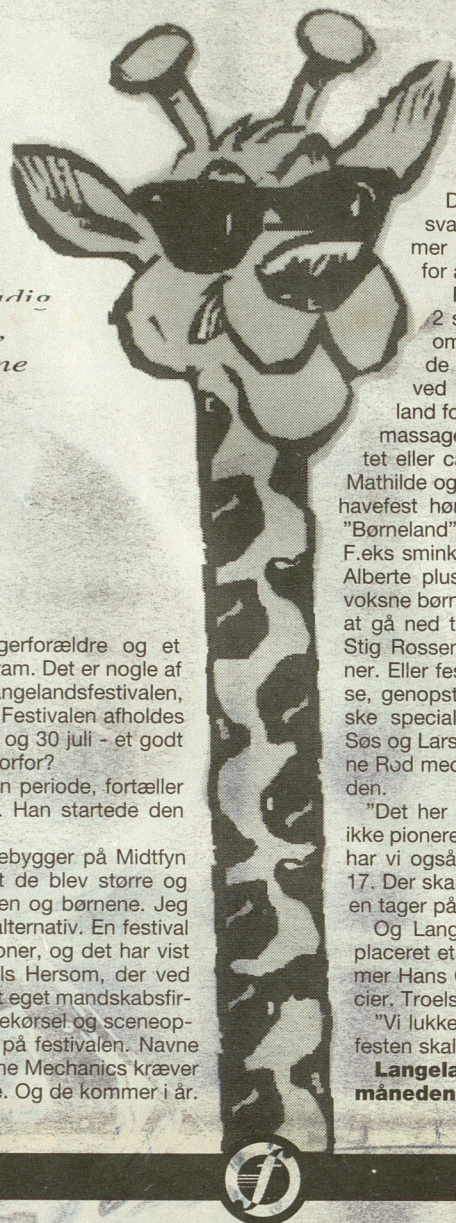 gerforældre og et
ram. Det er nogle af
angelandsfestivalen,
Festivalen afholdes
og 30 juli - et godt
orfor?
n periode, fortæller
. Han startede den
ebygger på Midtfyn
t de blev større og
en og børnene. Jeg
alternativ. En festival
oner, og det har vist
ls Hersom, der ved
t eget mandskabsfir-
ekørsel og sceneop-
på festivalen. Navne
ne Mechanics kræver
e. Og de kommer i år.
D
sva
mer
for a
2 s
om
de
ved
land fo
massage
tet eller ca
Mathilde og
havefest hør
"Børneland"
F.eks smink
Alberte plus
voksne børn
at gå ned t
Stig Rosser
ner. Eller fes
se, genopst
ske special
Søs og Lars
ne Rod med
den.
"Det her
ikke pionere
har vi også
17. Der ska
en tager på
Og Lang
placeret et
mer Hans
cier. Troels
"Vi lukke
festen skal
Langela
måneden